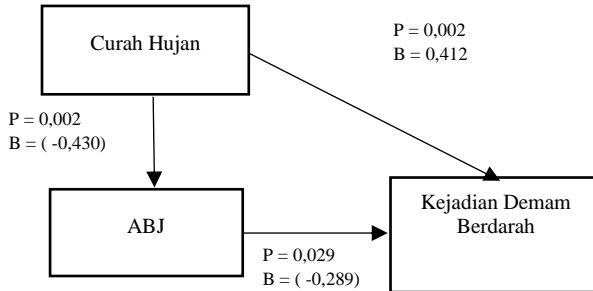 Curah Hujan
P = 0,002
B = 0,412
P = 0,002
B = ( -0,430)
ABJ
Kejadian Demam
Berdarah
P = 0,029
B = ( -0,289)